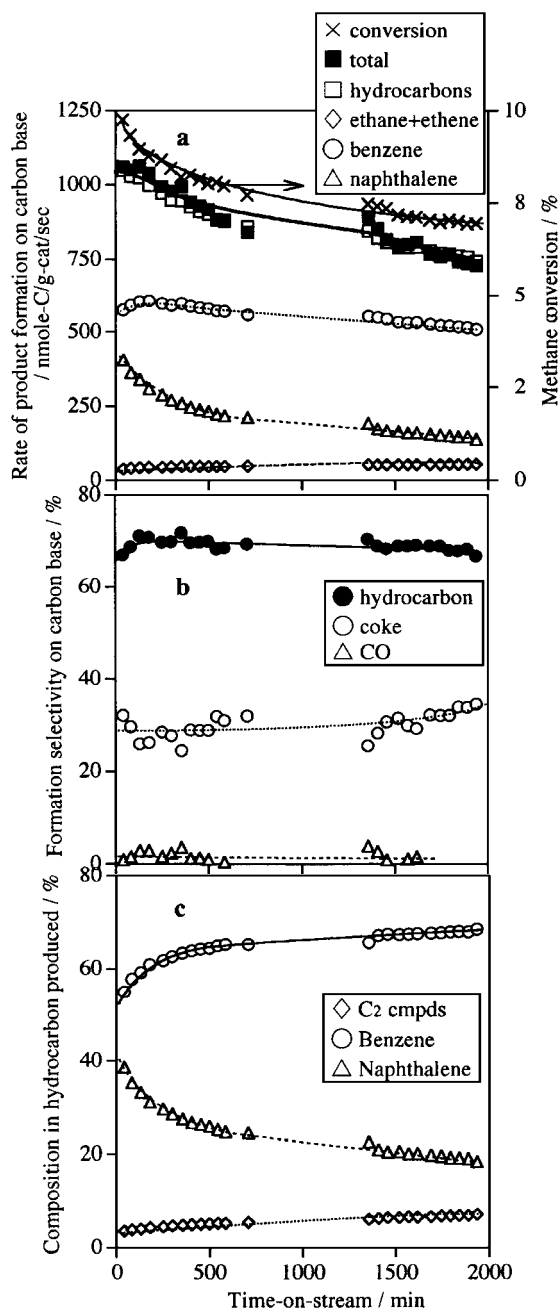 conversion
total
hydrocarbons
ethane+ethene
benzene
naphthalene
a
Rate of product formation on carbon base
/ nmole-C/g-cat/sec
1250
1000
750
500
250
0
10
8
5
2
0
Methane conversion / %
b
hydrocarbon
coke
CO
Formation selectivity on carbon base / %
80
60
40
20
0
c
C2 cmpds
Benzene
Naphthalene
Composition in hydrocarbon produced / %
80
60
40
20
0
0 500 1000 1500 2000
Time-on-stream / min